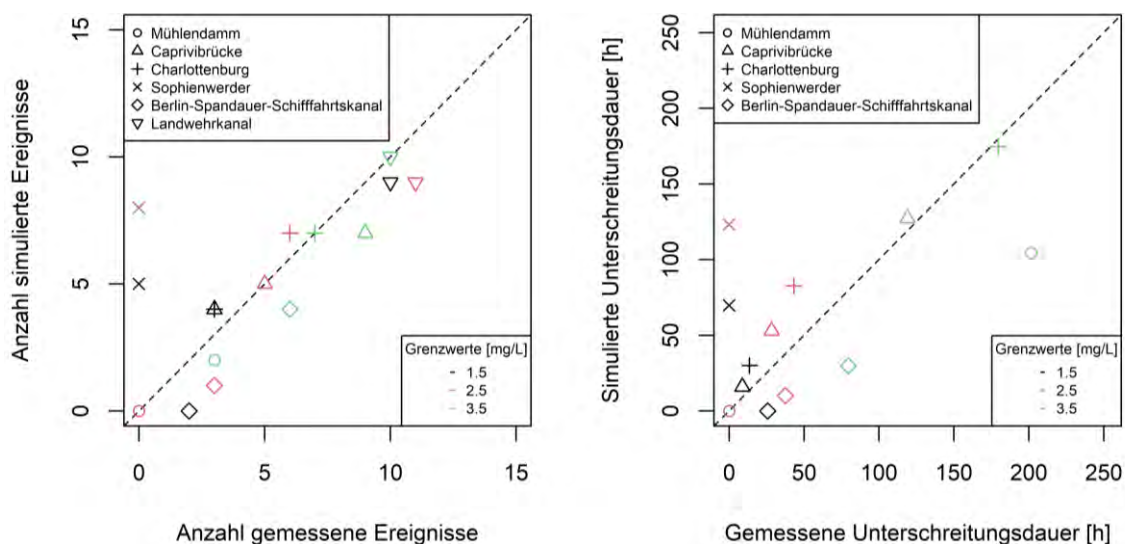 15
10
5
0
Anzahl simulierte Ereignisse
Mühlendamm
Caprivibrücke
Charlottenburg
Sophienwerder
Berlin-Spandauer-Schifffahrtskanal
Landwehrkanal
Grenzwerte [mg/L]
1.5
2.5
3.5
0 5 10 15
Anzahl gemessene Ereignisse
250
200
150
100
50
0
Simulierte Unterschreitungsdauer [h]
Mühlendamm
Caprivibrücke
Charlottenburg
Sophienwerder
Berlin-Spandauer-Schifffahrtskanal
Grenzwerte [mg/L]
1.5
2.5
3.5
0 50 100 150 200 250
Gemessene Unterschreitungsdauer [h]